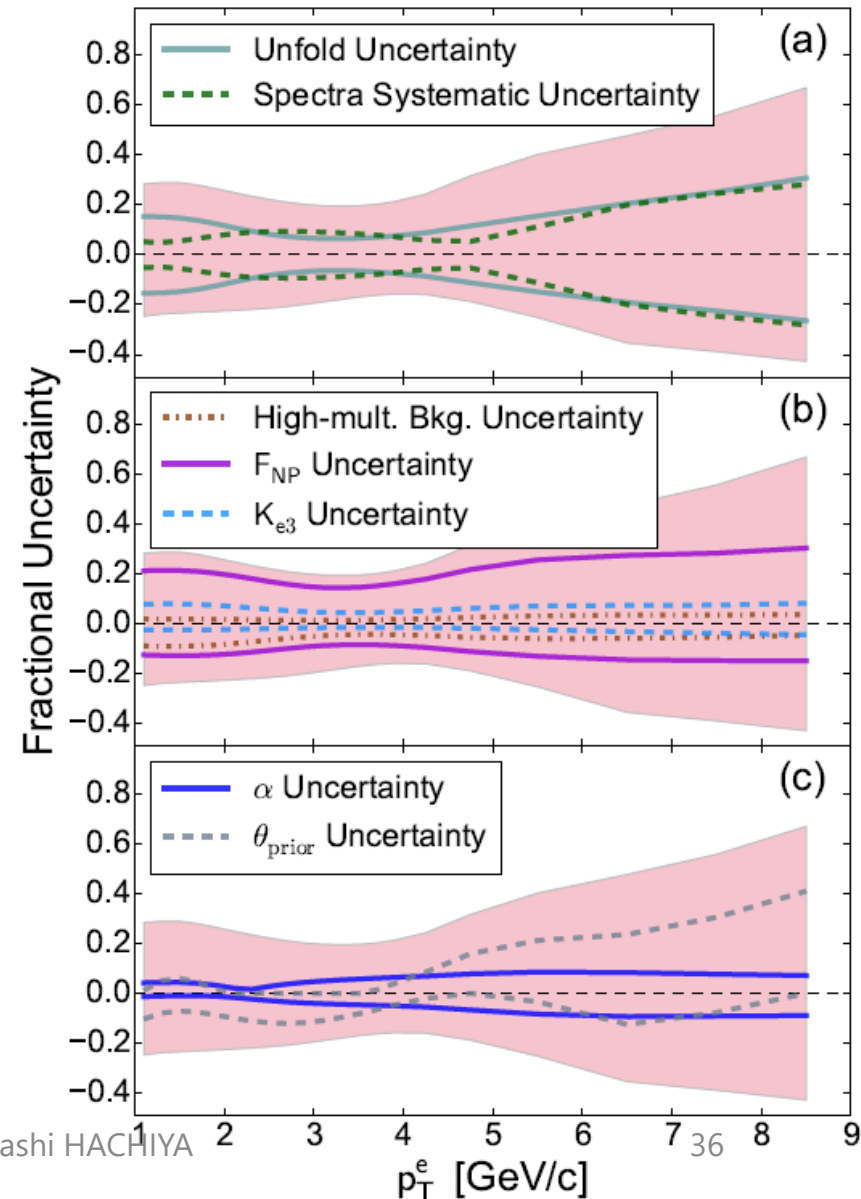 Fractional Uncertainty
(a)
Unfold Uncertainty
Spectra Systematic Uncertainty
0.8
0.6
0.4
0.2
0.0
−0.2
−0.4
(b)
High-mult. Bkg. Uncertainty
F_NP Uncertainty
K_e3 Uncertainty
0.8
0.6
0.4
0.2
0.0
−0.2
−0.4
(c)
α Uncertainty
θ_prior Uncertainty
0.8
0.6
0.4
0.2
0.0
−0.2
−0.4
1 2 3 4 5 6 7 8 9
ashi HACHIYA 36
p_T^e [GeV/c]